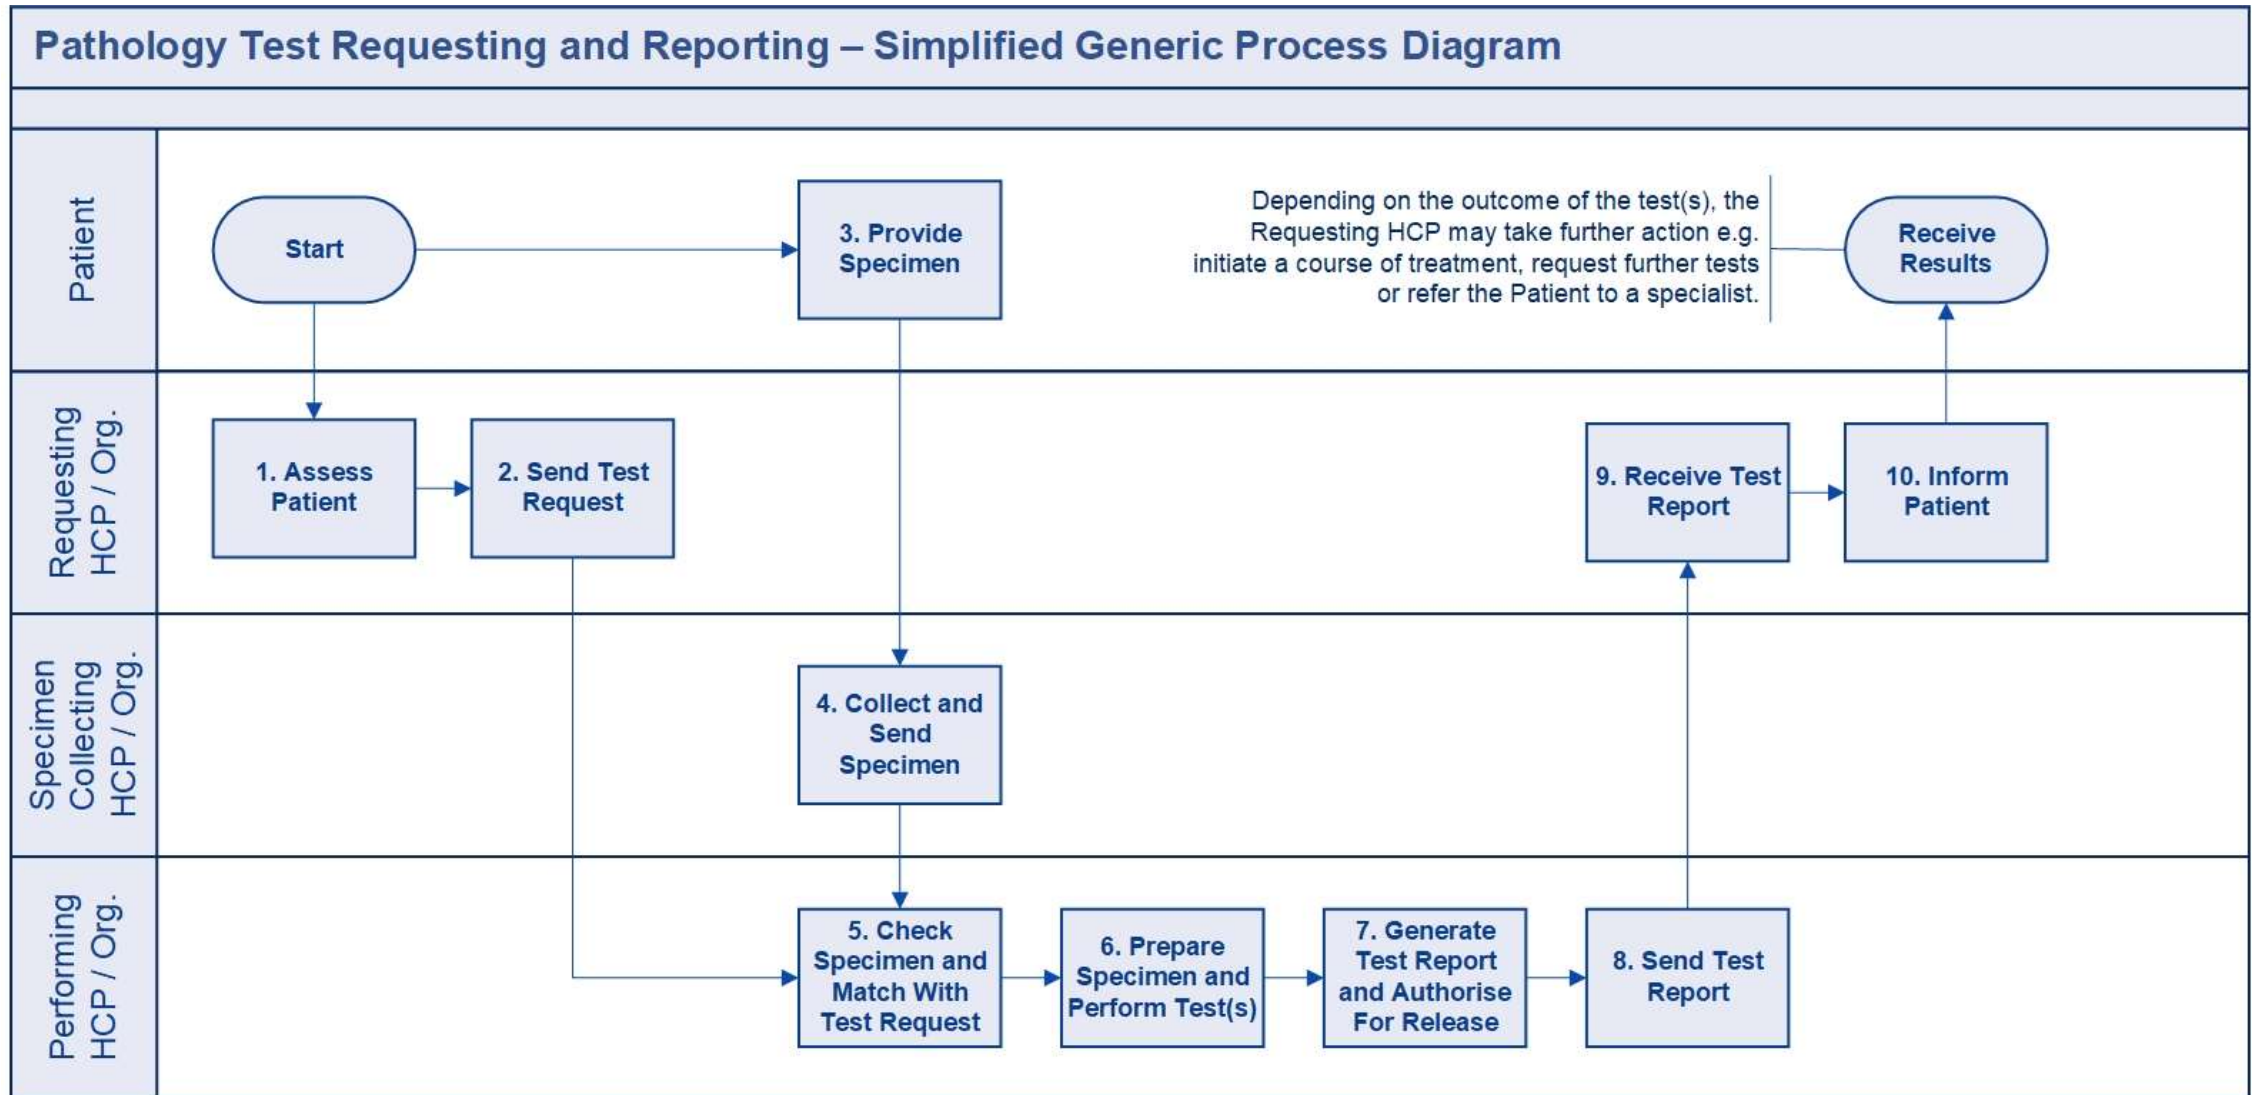 Pathology Test Requesting and Reporting – Simplified Generic Process Diagram
Patient
Start
3. Provide
Specimen
Depending on the outcome of the test(s), the
Requesting HCP may take further action e.g.
initiate a course of treatment, request further tests
or refer the Patient to a specialist.
Receive
Results
Requesting
HCP / Org.
1. Assess
Patient
2. Send Test
Request
9. Receive Test
Report
10. Inform
Patient
Specimen
Collecting
HCP / Org.
4. Collect and
Send
Specimen
Performing
HCP / Org.
5. Check
Specimen and
Match With
Test Request
6. Prepare
Specimen and
Perform Test(s)
7. Generate
Test Report
and Authorise
For Release
8. Send Test
Report